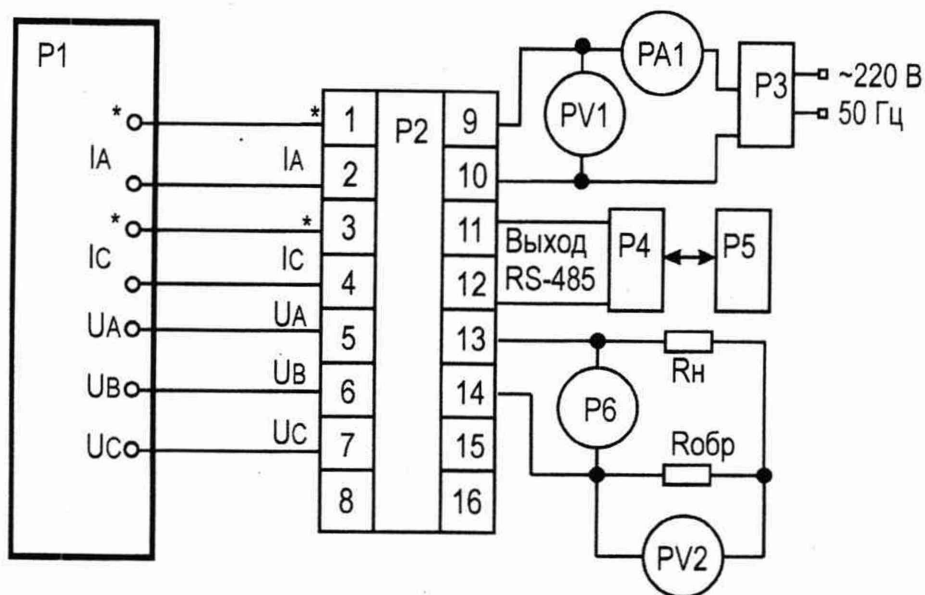 P1
*
IA
*
IC
UA
UB
UC
*
IA
*
IC
UA
UB
UC
1
2
3
4
5
6
7
8
P2
9
10
11
12
13
14
15
16
PV1
PA1
P3
~220 В
50 Гц
Выход
RS-485
P4
P5
P6
Rн
Rобр
PV2